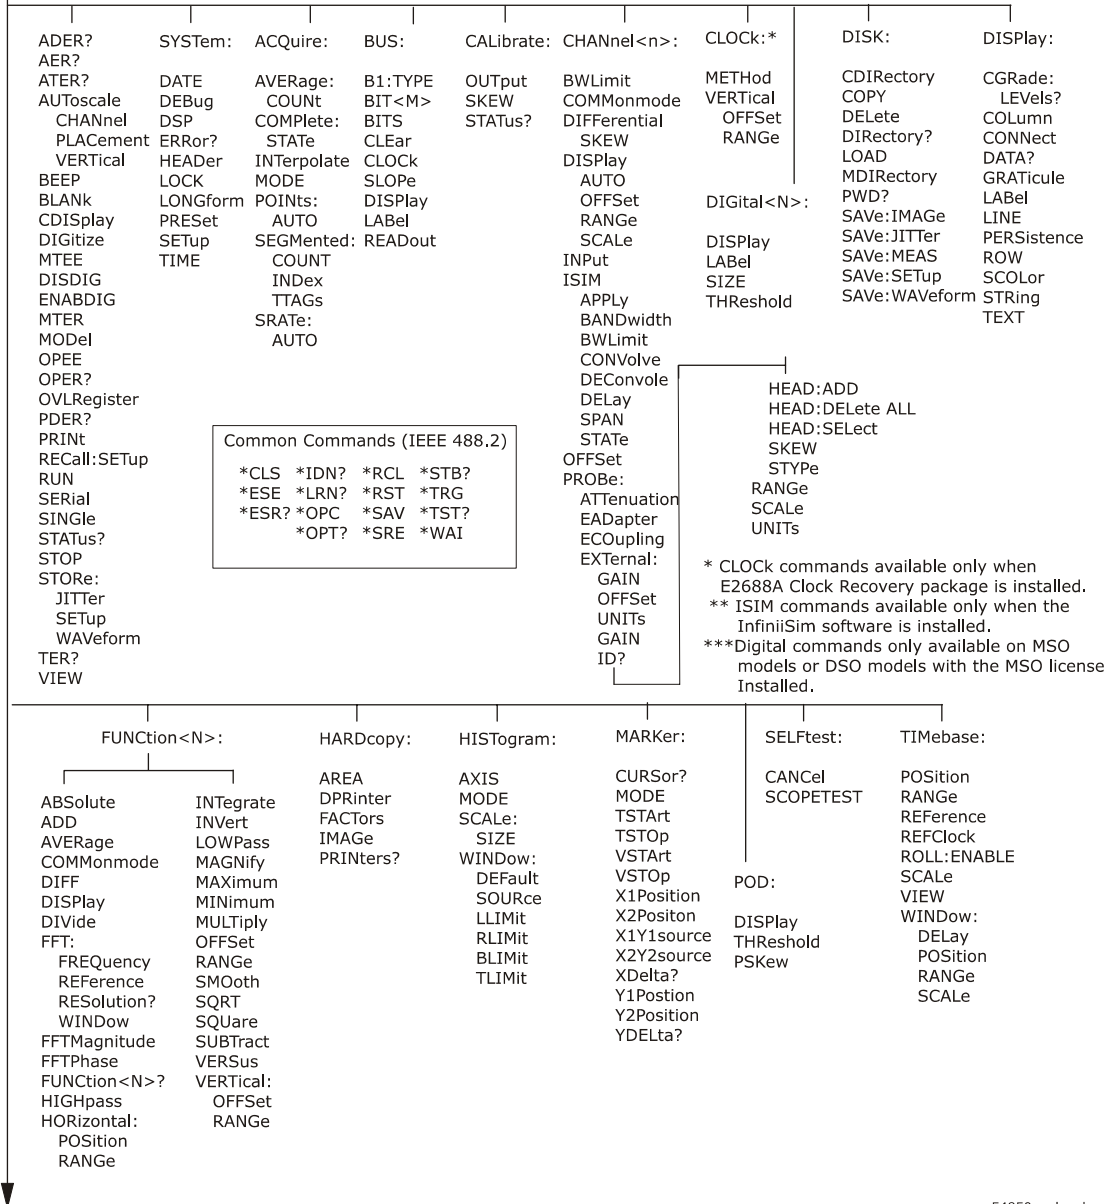 ADER?
AER?
ATER?
AUToscale
CHANnel
PLACement
VERTical
BEEP
BLANk
CDISplay
DIGitize
MTEE
DISDIG
ENABDIG
MTER
MODel
OPEE
OPER?
OVLRegister
PDER?
PRINt
RECall:SETup
RUN
SERial
SINGle
STATus?
STOP
STORe:
JITTer
SETup
WAVeform
TER?
VIEW
SYSTem:
DATE
DEBug
DSP
ERRor?
HEADer
LOCK
LONGform
PRESet
SETup
TIME
ACQuire:
AVERage:
COUNt
COMPlete:
STATe
INTerpolate
MODE
POINts:
AUTO
SEGMented:
COUNT
INDex
TTAGs
SRATe:
AUTO
BUS:
B1:TYPE
BIT<M>
BITS
CLEar
CLOCk
SLOPe
DISPlay
LABel
READout
CALibrate:
OUTput
SKEW
STATus?
CHANnel<n>:
BWLimit
COMMonmode
DIFFerential
SKEW
DISPlay
AUTO
OFFSet
RANGe
SCALe
INPut
ISIM
APPLy
BANDwidth
BWLimit
CONVolve
DEConvole
DELay
SPAN
STATe
OFFSet
PROBe:
ATTenuation
EADapter
ECOupling
EXTernal:
GAIN
OFFSet
UNITs
GAIN
ID?
CLOCk:*
METHod
VERTical
OFFSet
RANGe
DIGital<N>:
DISPlay
LABel
SIZE
THReshold
DISK:
CDIRectory
COPY
DELete
DIRectory?
LOAD
MDIRectory
PWD?
SAVe:IMAGe
SAVe:JITTer
SAVe:MEAS
SAVe:SETup
SAVe:WAVeform
DISPlay:
CGRade:
LEVels?
COLumn
CONNect
DATA?
GRATicule
LABel
LINE
PERSistence
ROW
SCOLor
STRing
TEXT
HEAD:ADD
HEAD:DELete ALL
HEAD:SELect
SKEW
STYPe
RANGe
SCALe
UNITs
Common Commands (IEEE 488.2)
*CLS *IDN? *RCL *STB?
*ESE *LRN? *RST *TRG
*ESR? *OPC *SAV *TST?
*OPT? *SRE *WAI
* CLOCk commands available only when
E2688A Clock Recovery package is installed.
** ISIM commands available only when the
InfiniiSim software is installed.
***Digital commands only available on MSO
models or DSO models with the MSO license
Installed.
FUNCtion<N>:
ABSolute
ADD
AVERage
COMMonmode
DIFF
DISPlay
DIVide
FFT:
FREQuency
REFerence
RESolution?
WINDow
FFTMagnitude
FFTPhase
FUNCtion<N>?
HIGHpass
HORizontal:
POSition
RANGe
INTegrate
INVert
LOWPass
MAGNify
MAXimum
MINimum
MULTiply
OFFSet
RANGe
SMOoth
SQRT
SQUare
SUBTract
VERSus
VERTical:
OFFSet
RANGe
HARDcopy:
AREA
DPRinter
FACTors
IMAGe
PRINters?
HISTogram:
AXIS
MODE
SCALe:
SIZE
WINDow:
DEFault
SOURce
LLIMit
RLIMit
BLIMit
TLIMit
MARKer:
CURSor?
MODE
TSTArt
TSTOp
VSTArt
VSTOp
X1Position
X2Positon
X1Y1source
X2Y2source
XDelta?
Y1Postion
Y2Position
YDELta?
POD:
DISPlay
THReshold
PSKew
SELFtest:
CANCel
SCOPETEST
TIMebase:
POSition
RANGe
REFerence
REFClock
ROLL:ENABLE
SCALe
VIEW
WINDow:
DELay
POSition
RANGe
SCALe